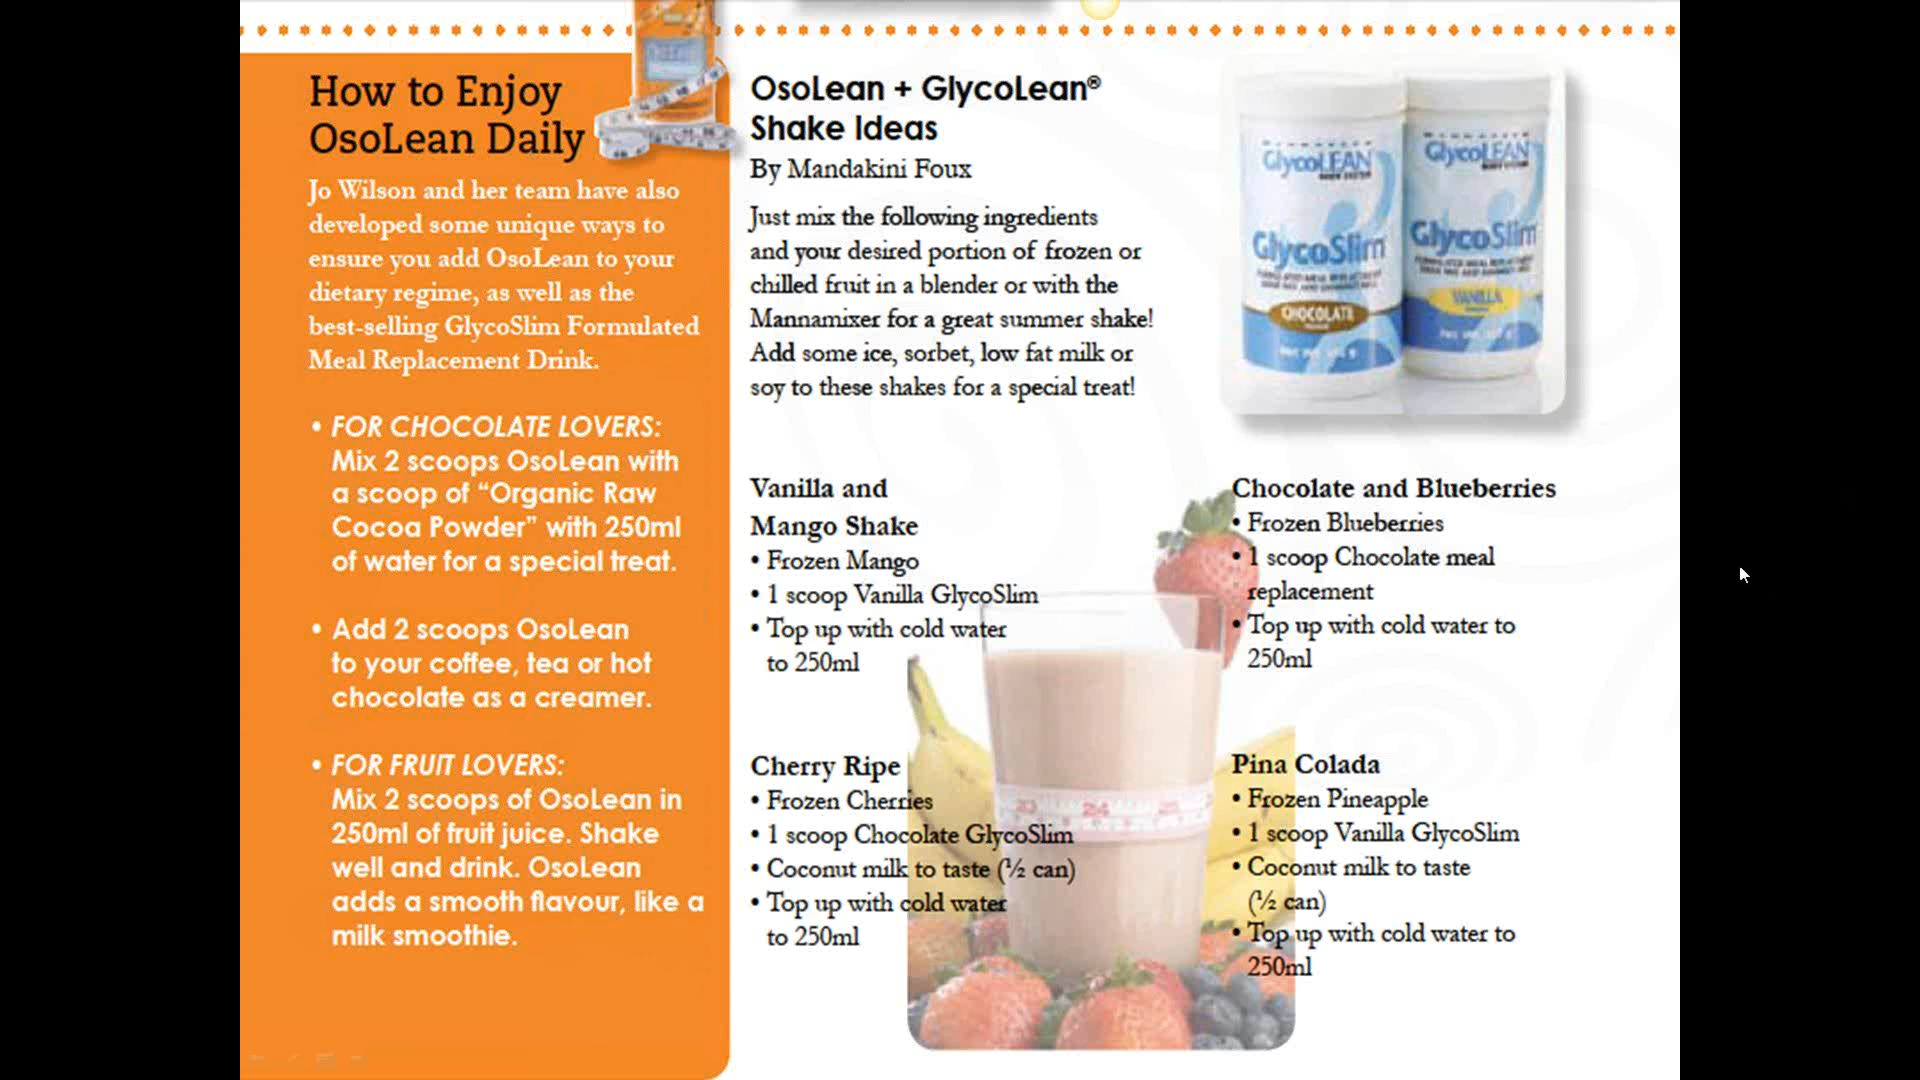 How to Enjoy
OsoLean Daily
Jo Wilson and her team have also
developed some unique ways to
ensure you add OsoLean to your
dietary regime, as well as the
best-selling GlycoSlim Formulated
Meal Replacement Drink.
• FOR CHOCOLATE LOVERS:
Mix 2 scoops OsoLean with
a scoop of “Organic Raw
Cocoa Powder” with 250ml
of water for a special treat.
• Add 2 scoops OsoLean
to your coffee, tea or hot
chocolate as a creamer.
• FOR FRUIT LOVERS:
Mix 2 scoops of OsoLean in
250ml of fruit juice. Shake
well and drink. OsoLean
adds a smooth flavour, like a
milk smoothie.
OsoLean + GlycoLean®
Shake Ideas
By Mandakini Foux
Just mix the following ingredients
and your desired portion of frozen or
chilled fruit in a blender or with the
Mannamixer for a great summer shake!
Add some ice, sorbet, low fat milk or
soy to these shakes for a special treat!
GlycoLEAN
GlycoSlim
CHOCOLATE
GlycoLEAN
GlycoSlim
VANILLA
Vanilla and
Mango Shake
• Frozen Mango
• 1 scoop Vanilla GlycoSlim
• Top up with cold water
to 250ml
Chocolate and Blueberries
• Frozen Blueberries
• 1 scoop Chocolate meal
replacement
• Top up with cold water to
250ml
Cherry Ripe
• Frozen Cherries
• 1 scoop Chocolate GlycoSlim
• Coconut milk to taste (½ can)
• Top up with cold water
to 250ml
Pina Colada
• Frozen Pineapple
• 1 scoop Vanilla GlycoSlim
• Coconut milk to taste
(½ can)
• Top up with cold water to
250ml
24